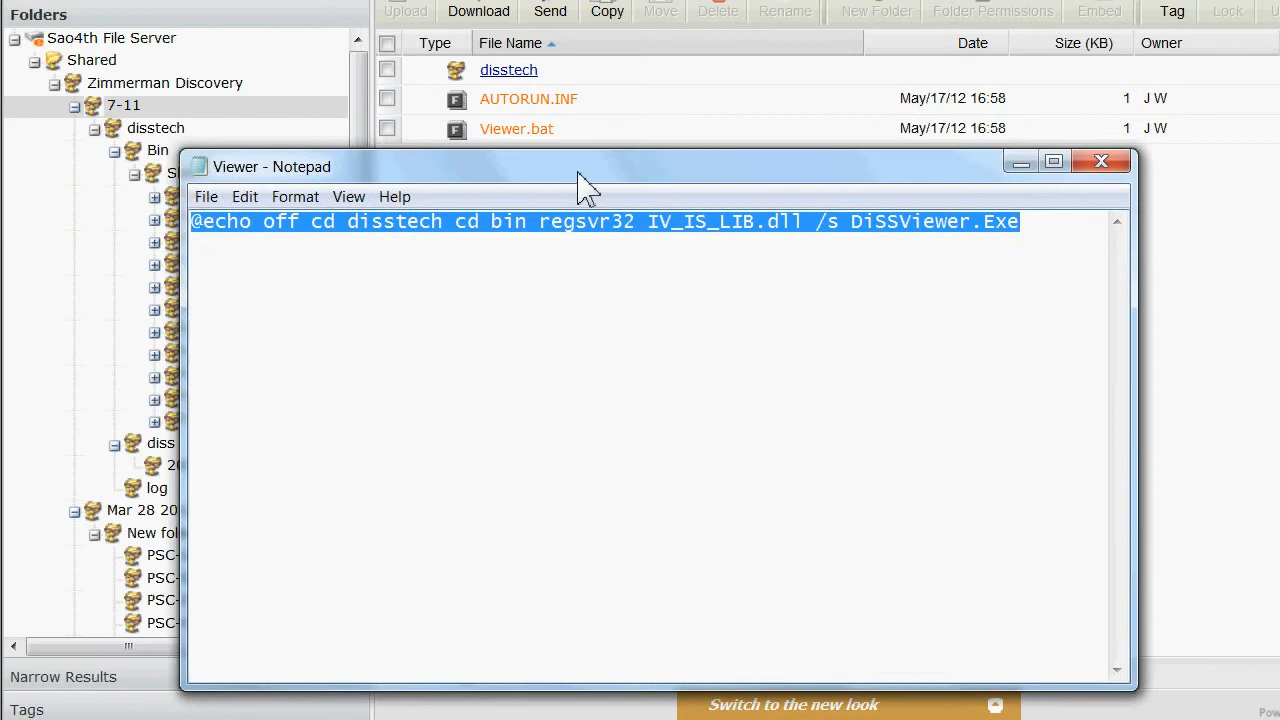 Folders
Upload Download Send Copy Move Delete Rename New Folder Folder Permissions Embed Tag Lock
Type File Name Date Size (KB) Owner
Sao4th File Server
Shared
Zimmerman Discovery
7-11
disstech
Bin
diss
log
Mar 28 20
New fol
PSC-
PSC-
PSC-
PSC-
disstech
AUTORUN.INF May/17/12 16:58 1 J W
Viewer.bat May/17/12 16:58 1 J W
Viewer - Notepad
File Edit Format View Help
@echo off cd disstech cd bin regsvr32 IV_IS_LIB.dll /s DiSSViewer.Exe
Narrow Results
Tags
Switch to the new look